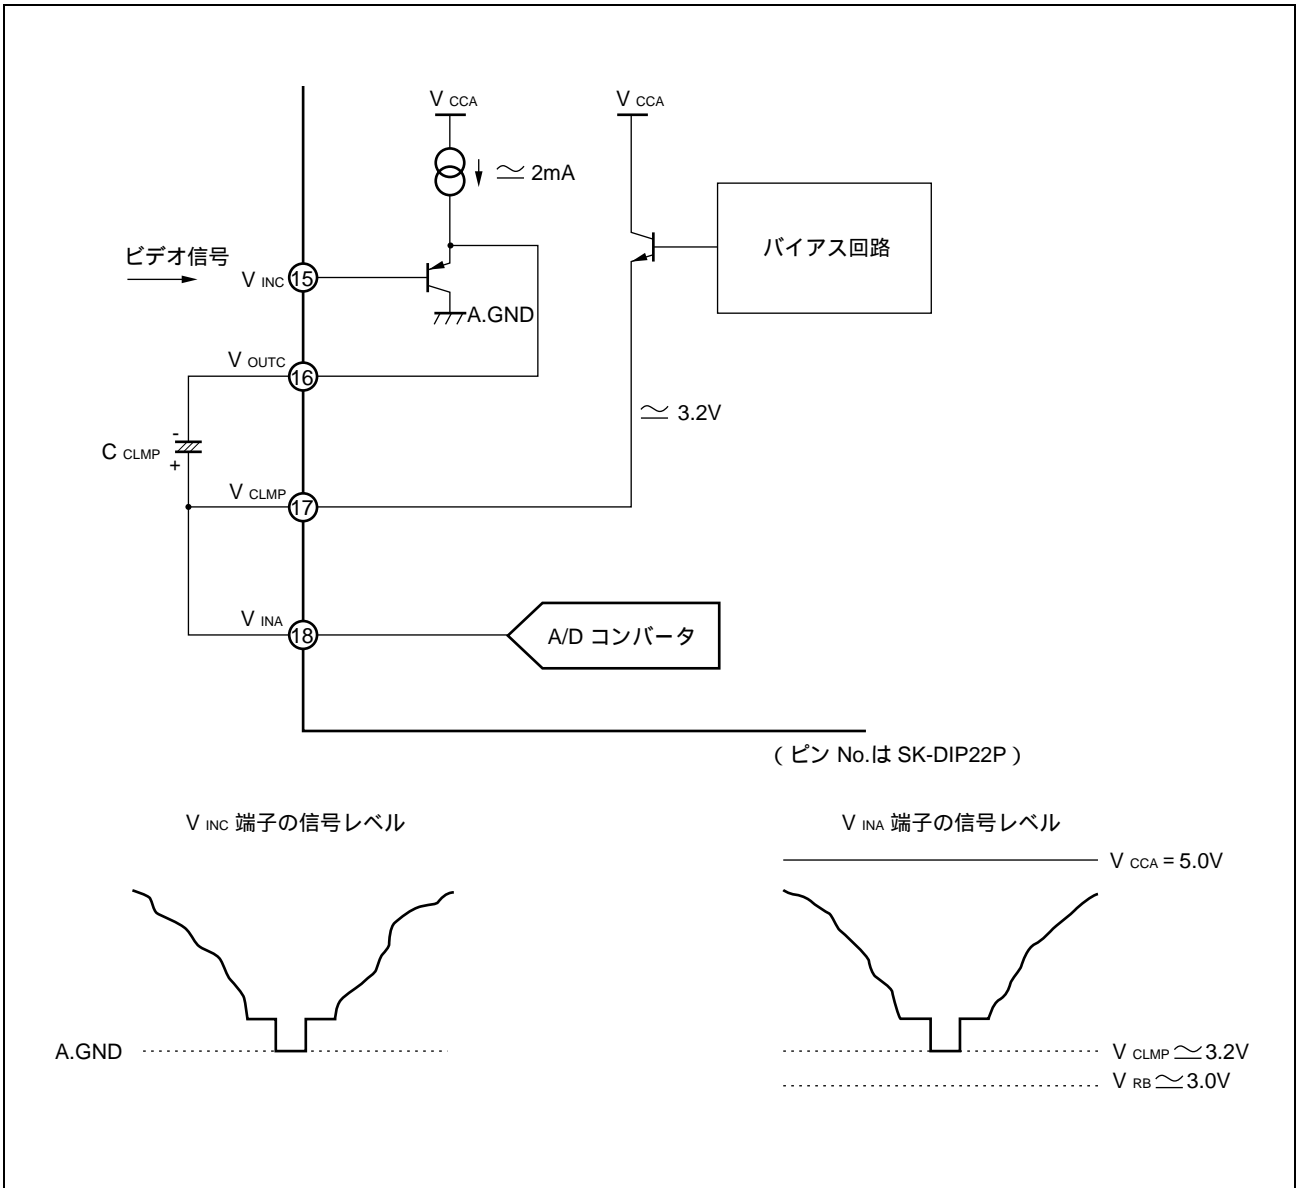 V CCA
V CCA
≃ 2mA
ビデオ信号
バイアス回路
V INC
15
A.GND
V OUTC
16
≃ 3.2V
-
C CLMP
+
V CLMP
17
V INA
18
A/D コンバータ
( ピン No.は SK-DIP22P )
V INC 端子の信号レベル
V INA 端子の信号レベル
V CCA = 5.0V
A.GND
V CLMP ≃ 3.2V
V RB ≃ 3.0V